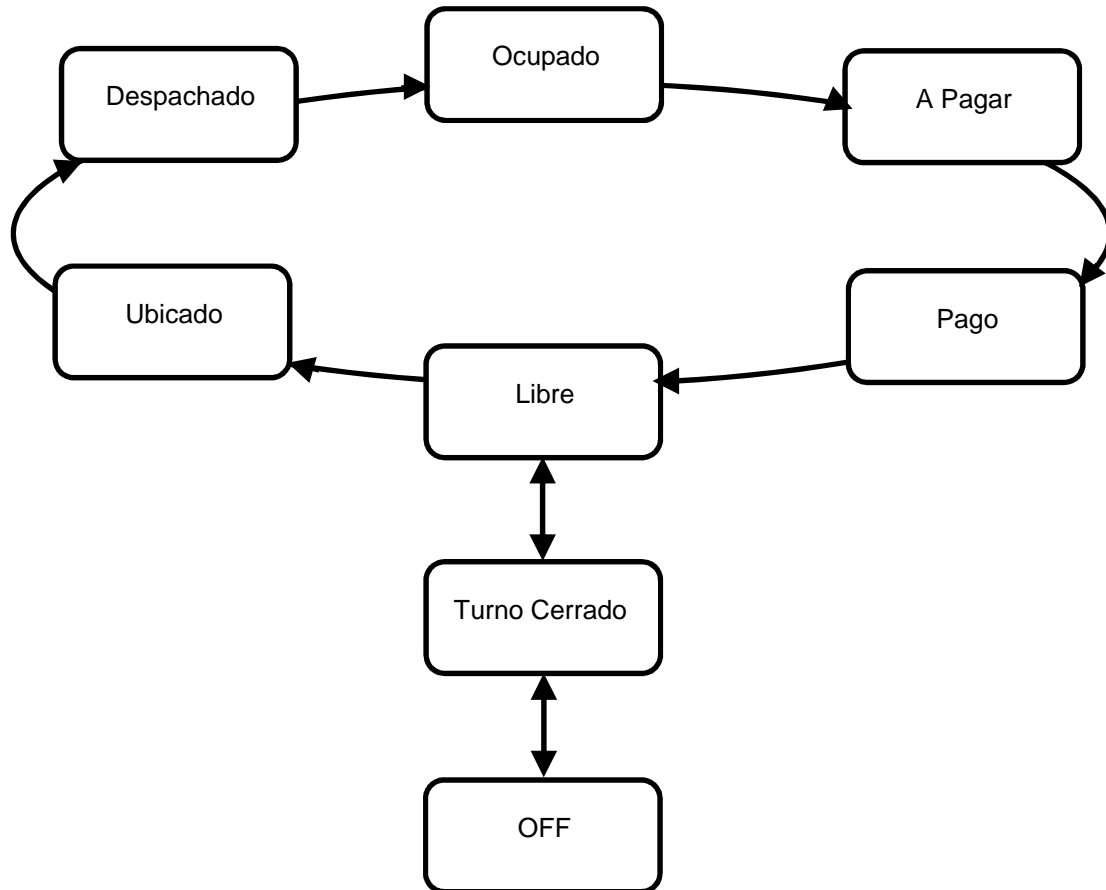 Ocupado
Despachado
A Pagar
Ubicado
Pago
Libre
Turno Cerrado
OFF